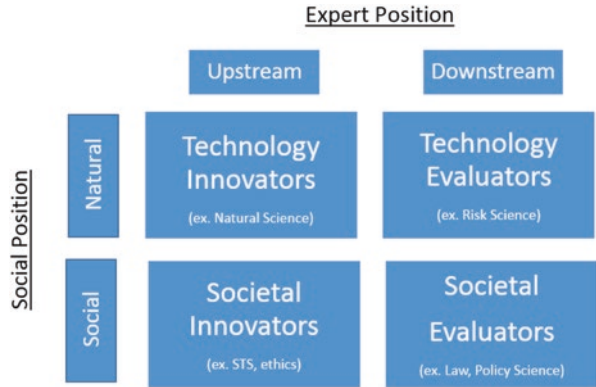 Expert Position
Upstream
Downstream
Social Position
Natural
Technology
Innovators
(ex. Natural Science)
Technology
Evaluators
(ex. Risk Science)
Social
Societal
Innovators
(ex. STS, ethics)
Societal
Evaluators
(ex. Law, Policy Science)